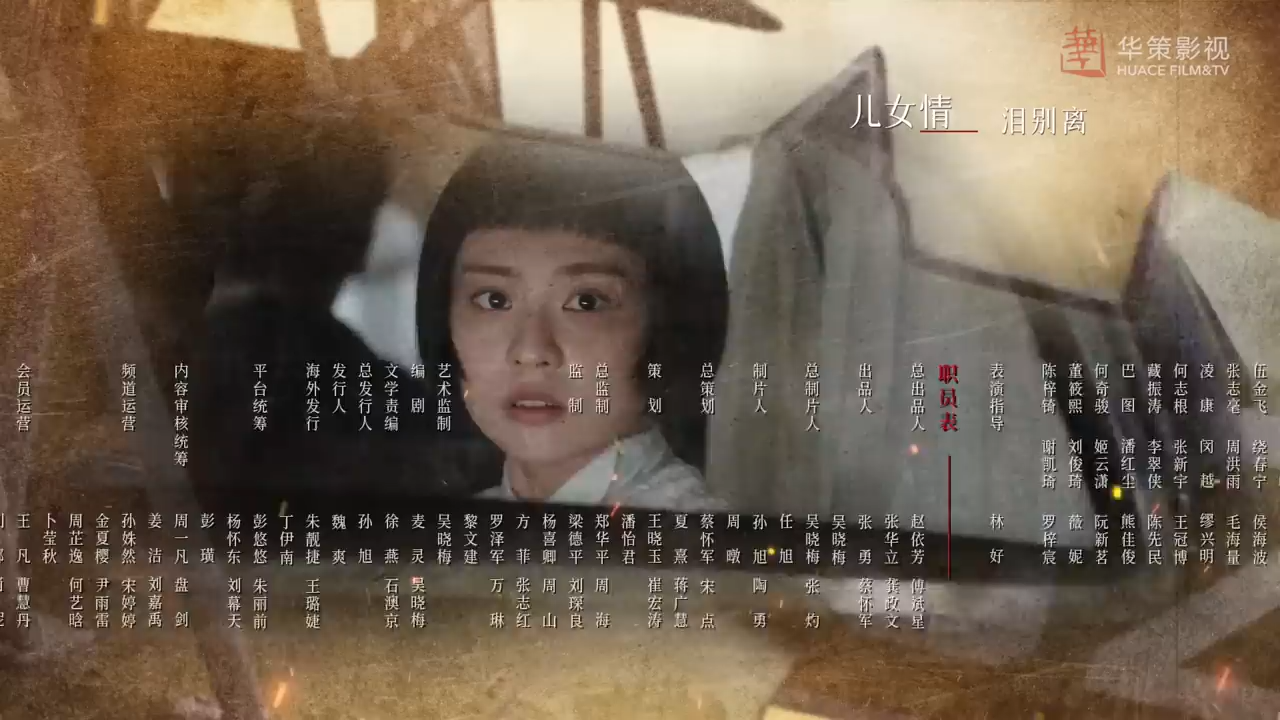 华策影视
HUACE FILM&TV
儿女情 泪别离
伍金飞 绕春宁 侯海波
张志毫 周洪雨 毛海量
凌康 闵越 缪兴明
何志根 张新宇 王冠博
藏振涛 李翠侠 陈先民
巴图 潘红尘 熊佳俊
何奇骏 姬云潇 阮新茗
董筱熙 刘俊琦 薇妮
陈梓锜 谢凯琦 罗梓宸
表演指导 林好
职员表
总出品人 赵依芳 傅斌星
张华立 龚政文
出品人 张勇 蔡怀军
吴晓梅
总制片人 吴晓梅 张灼
任旭
制片人 孙旭 陶勇
周暾
总策划 蔡怀军 宋点
夏熹 蒋广慧
策划 王晓玉 崔宏涛
潘怡君
总监制 郑华平 周海
监制 梁德平 刘琛良
杨喜卿 周山
方菲 张志红
罗泽军 万琳
黎文建
艺术监制 吴晓梅
编剧 麦灵 吴晓梅
文学责编 徐燕 石澳京
总发行人 孙旭
发行人 魏爽
海外发行 朱靓捷 王璐婕
丁伊南
平台统筹 彭悠悠 朱丽前
杨怀东 刘幕天
彭璜
内容审核统筹 周一凡 盘剑
姜洁 刘嘉禹
频道运营 孙姝然 宋婷婷
金夏樱 尹雨雷
周芷逸 何艺晗
卜莹秋
会员运营 王凡 曹慧丹